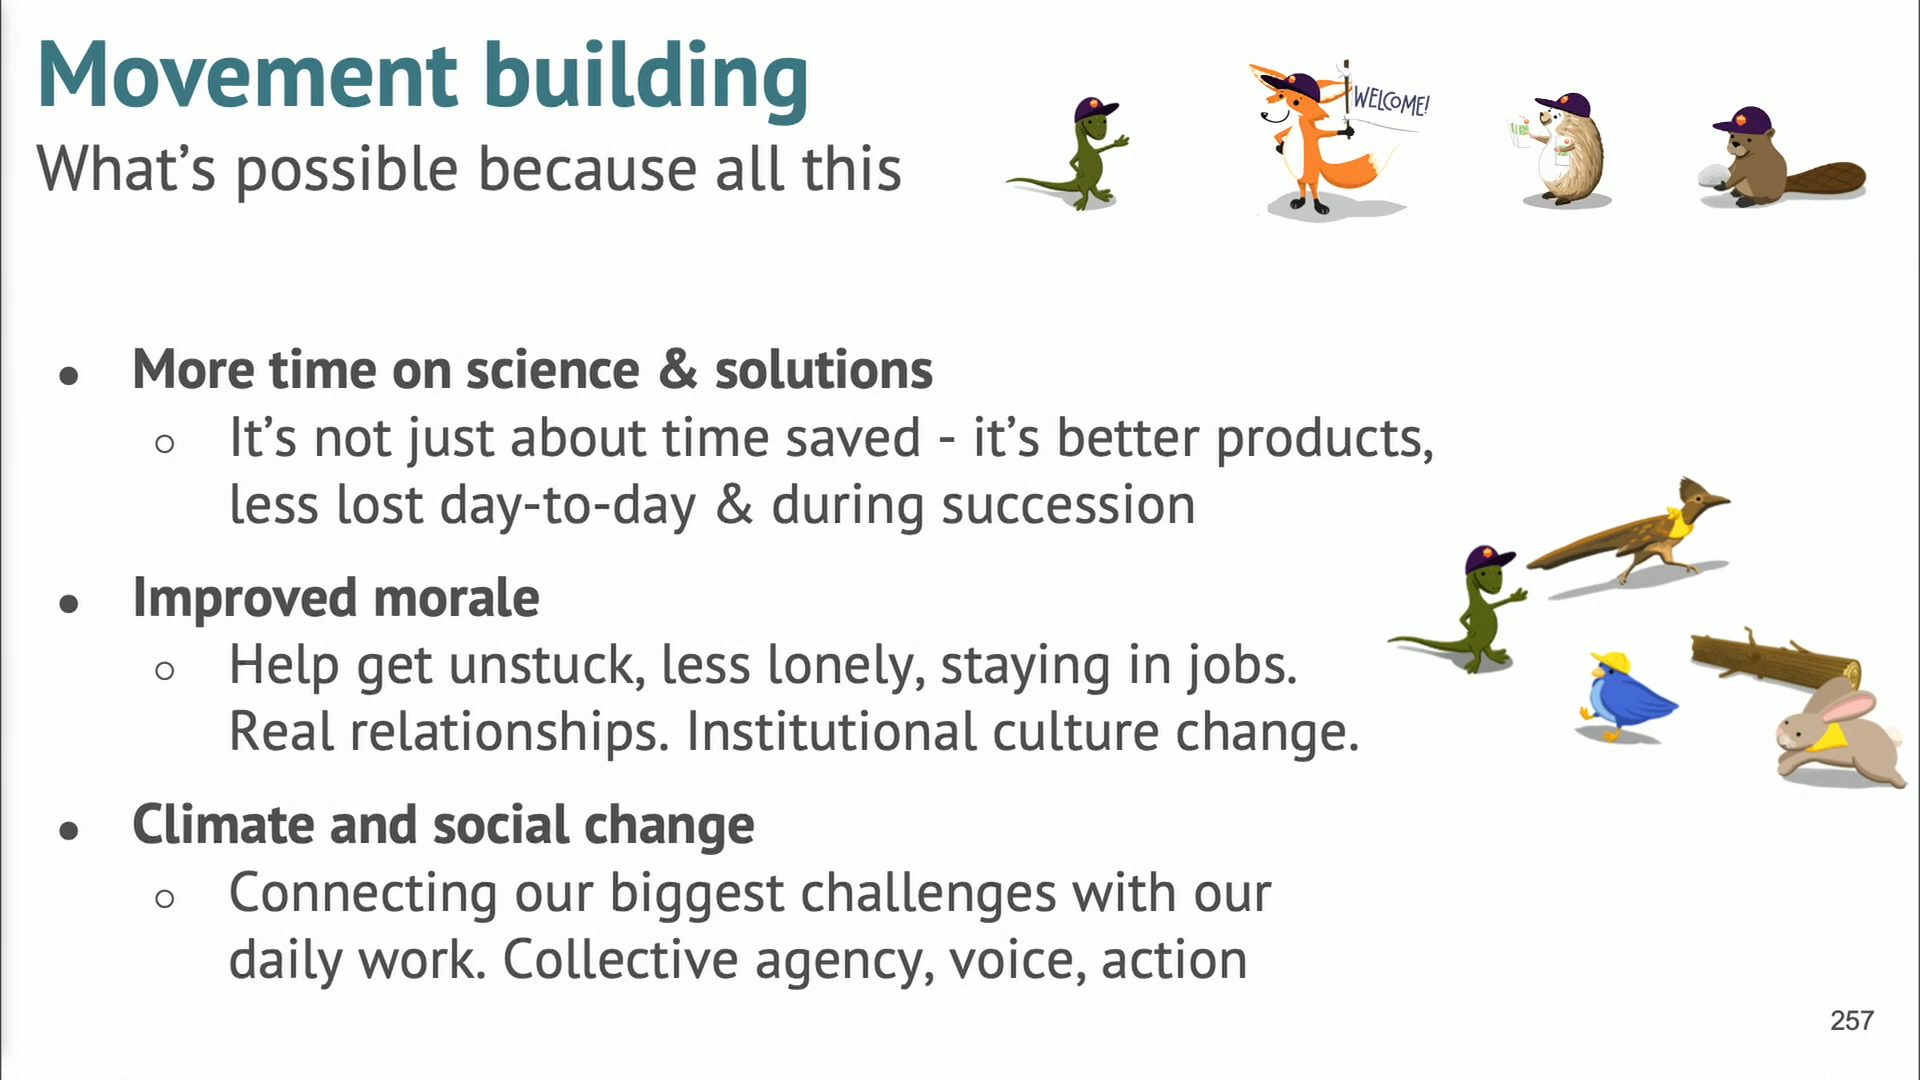 Movement building
What's possible because all this
WELCOME!
● More time on science & solutions
○ It's not just about time saved - it's better products,
less lost day-to-day & during succession
● Improved morale
○ Help get unstuck, less lonely, staying in jobs.
Real relationships. Institutional culture change.
● Climate and social change
○ Connecting our biggest challenges with our
daily work. Collective agency, voice, action
257